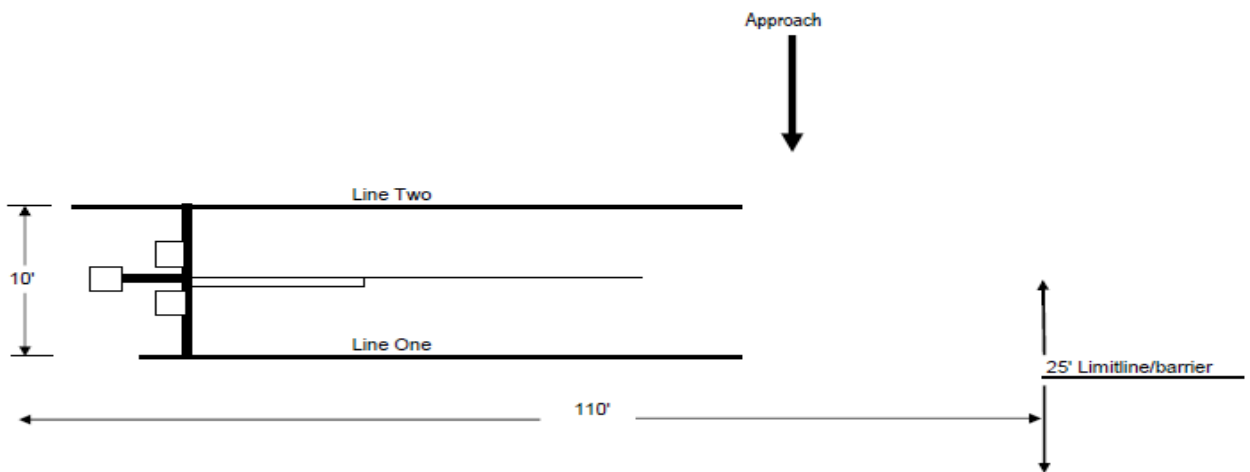 Approach
Line Two
10'
Line One
25' Limitline/barrier
110'